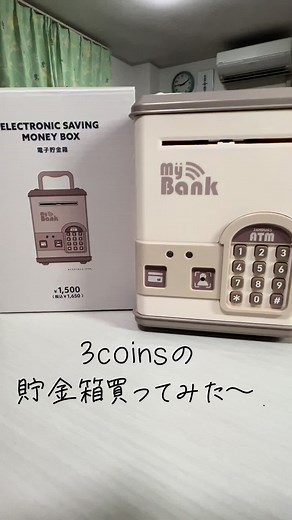 ELECTRONIC SAVING
MONEY BOX
電子貯金箱
My
Bank
¥1,500
(税込¥1,650)
My
Bank
ATM
1 2 3
4 5 6
7 8 9
* 0 #
3coinsの
貯金箱買ってみた〜